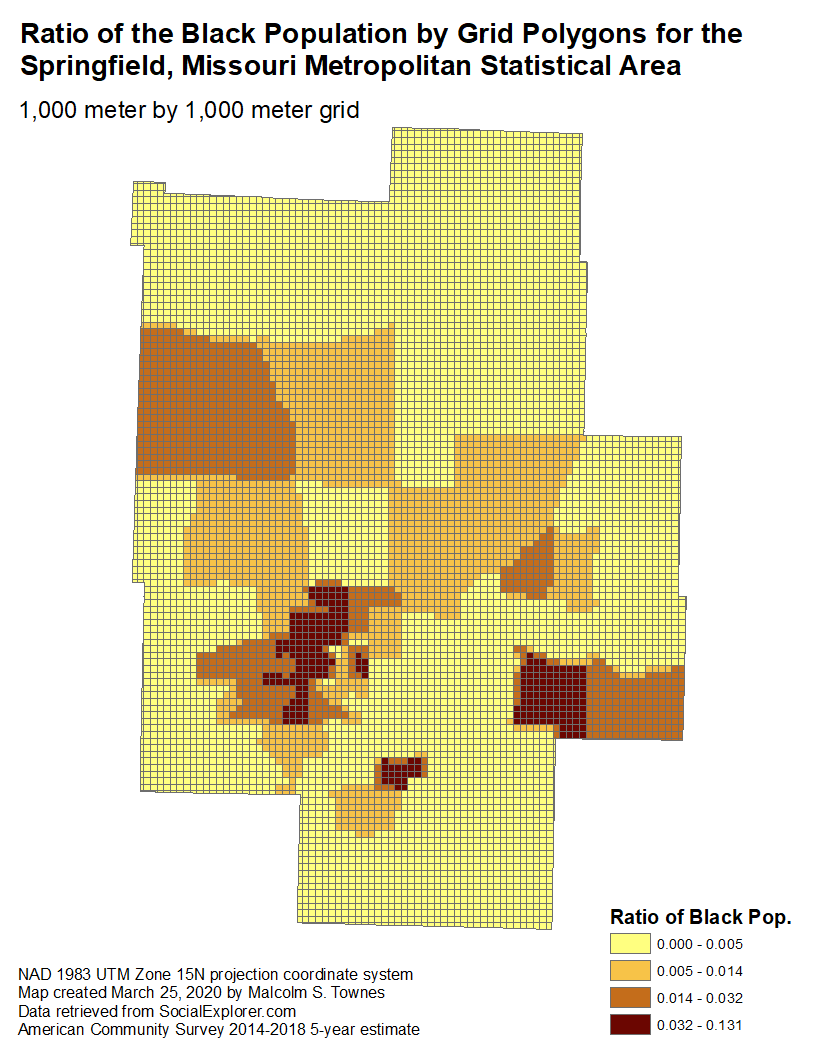 Ratio of the Black Population by Grid Polygons for the
Springfield, Missouri Metropolitan Statistical Area
1,000 meter by 1,000 meter grid
Ratio of Black Pop.
0.000 - 0.005
0.005 - 0.014
0.014 - 0.032
0.032 - 0.131
NAD 1983 UTM Zone 15N projection coordinate system
Map created March 25, 2020 by Malcolm S. Townes
Data retrieved from SocialExplorer.com
American Community Survey 2014-2018 5-year estimate